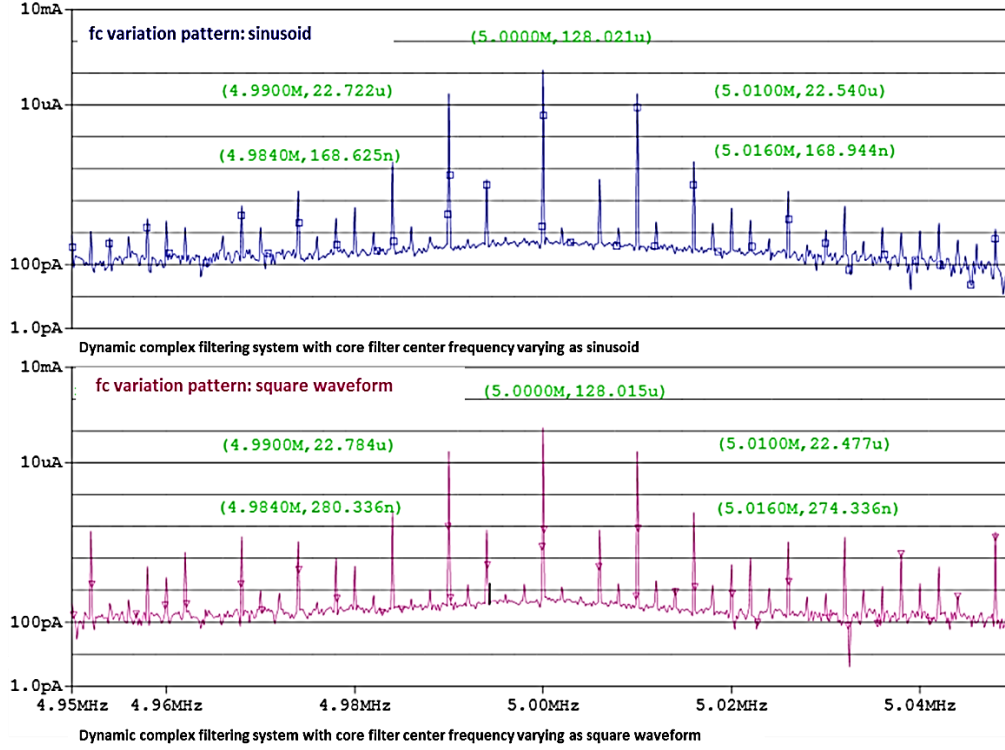 10mA
fc variation pattern: sinusoid
(5.0000M,128.021u)
(4.9900M,22.722u)
(5.0100M,22.540u)
10uA
(4.9840M,168.625n)
(5.0160M,168.944n)
100pA
1.0pA
Dynamic complex filtering system with core filter center frequency varying as sinusoid
10mA
fc variation pattern: square waveform
(5.0000M,128.015u)
(4.9900M,22.784u)
(5.0100M,22.477u)
10uA
(4.9840M,280.336n)
(5.0160M,274.336n)
100pA
1.0pA
4.95MHz 4.96MHz 4.98MHz 5.00MHz 5.02MHz 5.04MHz
Dynamic complex filtering system with core filter center frequency varying as square waveform